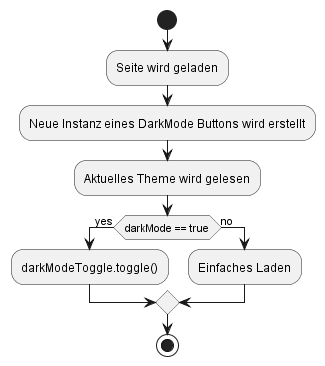 Seite wird geladen
Neue Instanz eines DarkMode Buttons wird erstellt
Aktuelles Theme wird gelesen
yes
darkMode == true
no
darkModeToggle.toggle()
Einfaches Laden